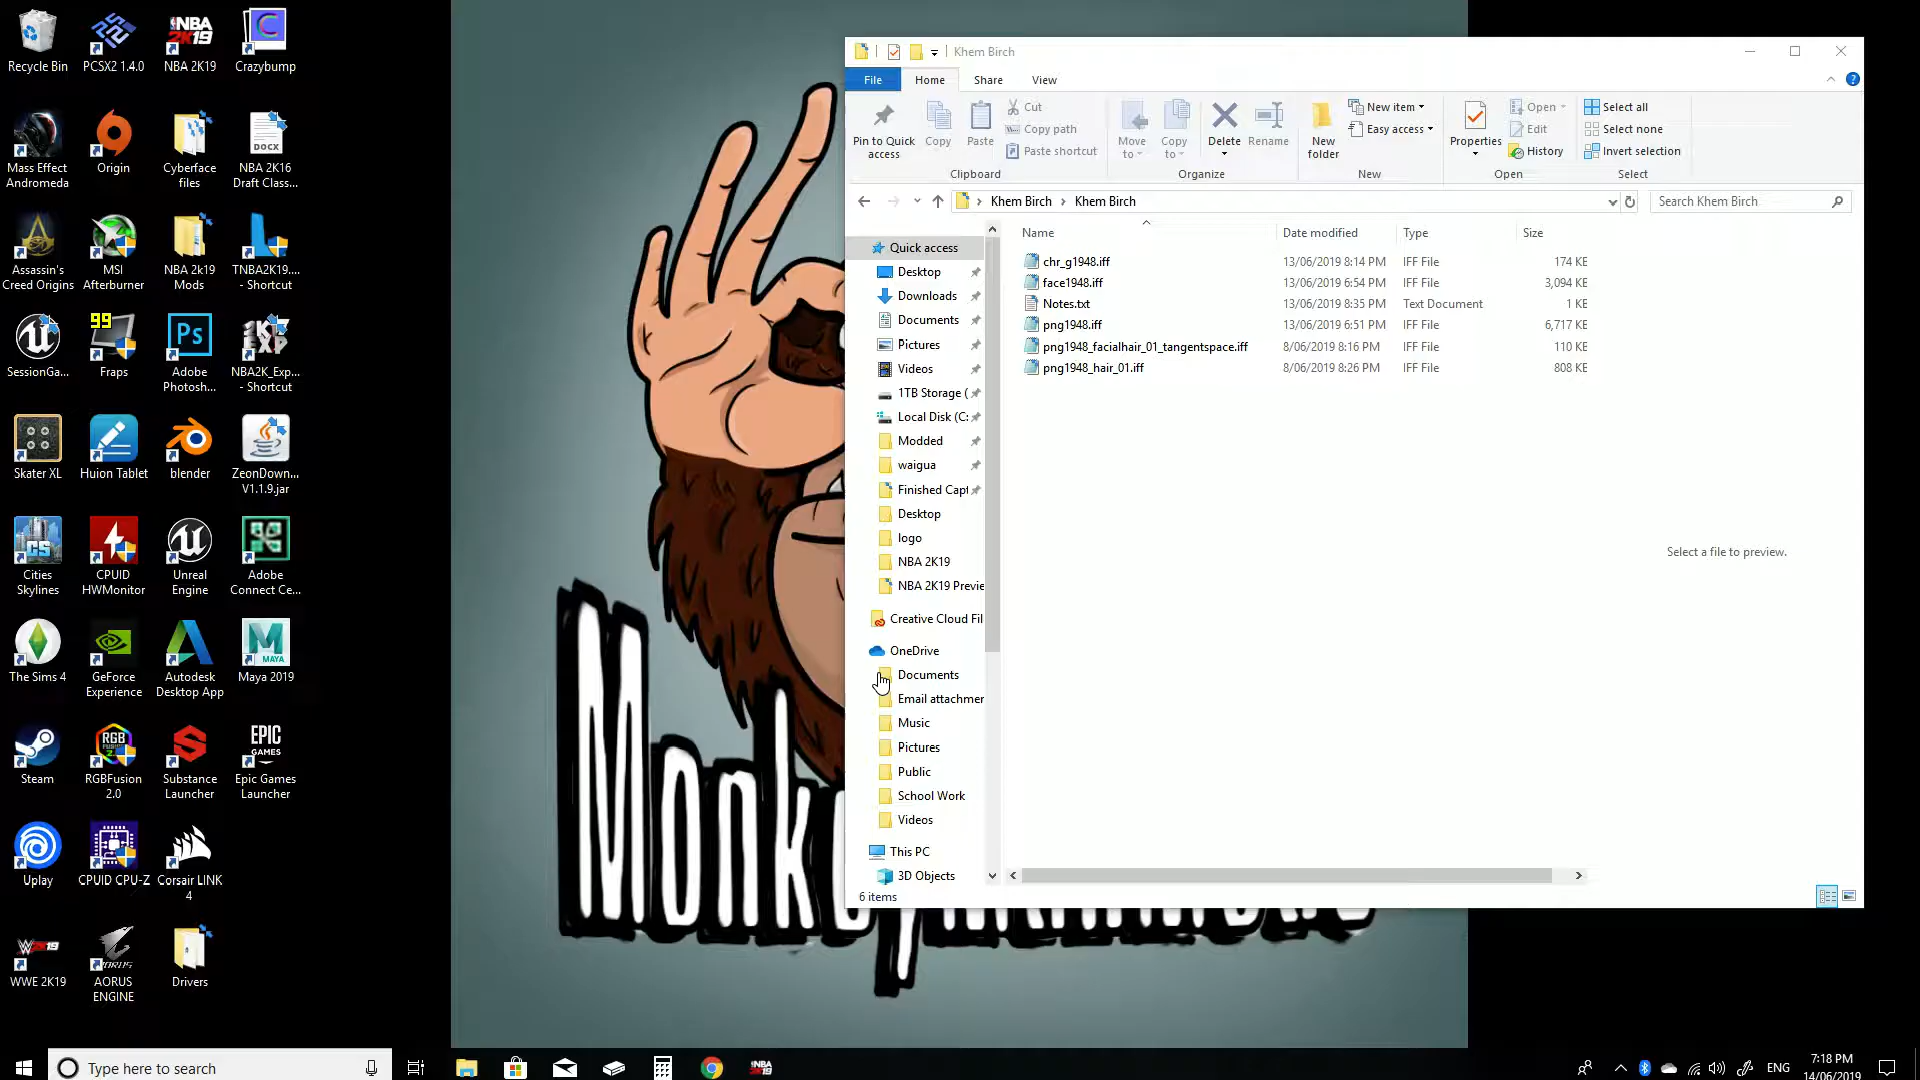 Recycle Bin
PCSX2 1.4.0
NBA 2K19
Crazybump
Mass Effect
Andromeda
Origin
Cyberface
files
NBA 2K16
Draft Class...
Assassin's
Creed Origins
MSI
Afterburner
NBA 2k19
Mods
TNBA2K19....
- Shortcut
SessionGa...
99
Fraps
Adobe
Photosh...
NBA2K_Exp...
- Shortcut
Skater XL
Huion Tablet
blender
ZeonDown...
V1.1.9.jar
Cities
Skylines
CPUID
HWMonitor
Unreal
Engine
Adobe
Connect Ce...
The Sims 4
GeForce
Experience
Autodesk
Desktop App
Maya 2019
Steam
RGBFusion
2.0
Substance
Launcher
Epic Games
Launcher
Uplay
CPUID CPU-Z
Corsair LINK
4
WWE 2K19
AORUS
ENGINE
Drivers
Khem Birch
File Home Share View
Pin to Quick
access
Copy
Paste
Cut
Copy path
Paste shortcut
Clipboard
Move
to
Copy
to
Delete
Rename
Organize
New
folder
New item
Easy access
New
Properties
Open
Edit
History
Open
Select all
Select none
Invert selection
Select
Khem Birch > Khem Birch
Search Khem Birch
Quick access
Desktop
Downloads
Documents
Pictures
Videos
1TB Storage (
Local Disk (C:
Modded
waigua
Finished Capt
Desktop
logo
NBA 2K19
NBA 2K19 Previe
Creative Cloud Fil
OneDrive
Documents
Email attachmer
Music
Pictures
Public
School Work
Videos
This PC
3D Objects
Name Date modified Type Size
chr_g1948.iff 13/06/2019 8:14 PM IFF File 174 KE
face1948.iff 13/06/2019 6:54 PM IFF File 3,094 KE
Notes.txt 13/06/2019 8:35 PM Text Document 1 KE
png1948.iff 13/06/2019 6:51 PM IFF File 6,717 KE
png1948_facialhair_01_tangentspace.iff 8/06/2019 8:16 PM IFF File 110 KE
png1948_hair_01.iff 8/06/2019 8:26 PM IFF File 808 KE
Select a file to preview.
6 items
Type here to search
ENG
7:18 PM
14/06/2019